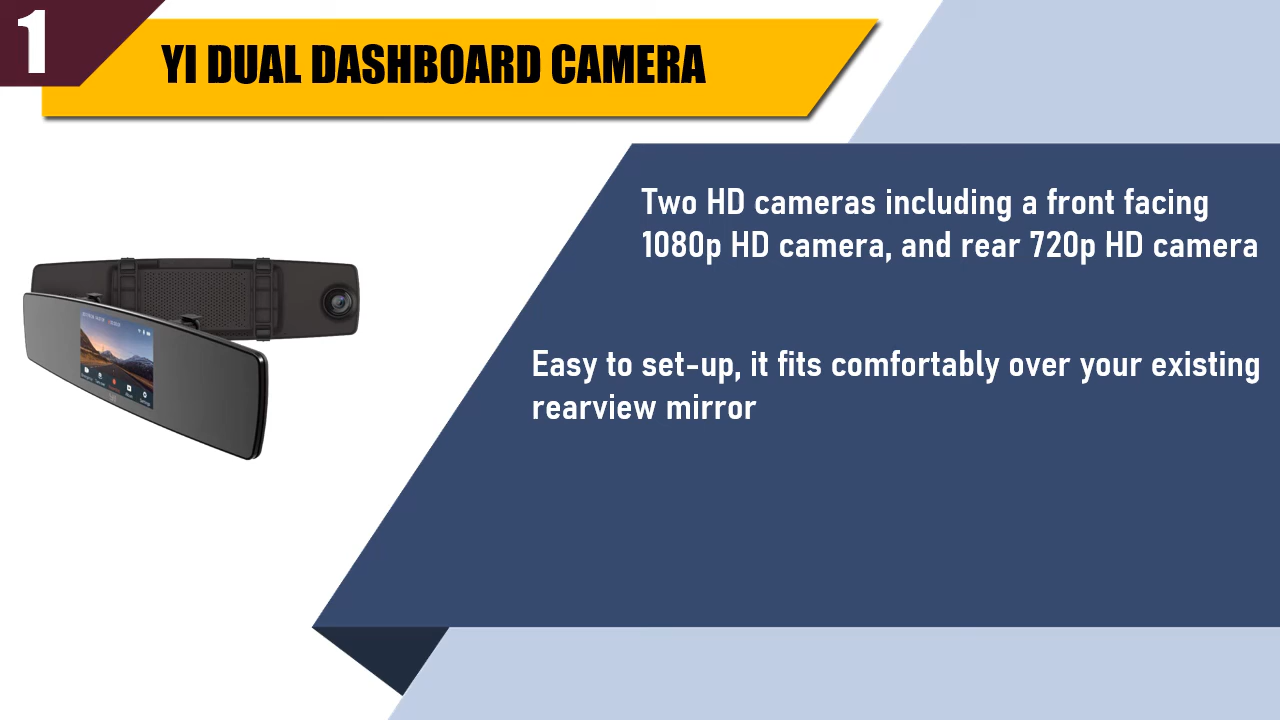 1
YI DUAL DASHBOARD CAMERA
Two HD cameras including a front facing
1080p HD camera, and rear 720p HD camera
Easy to set-up, it fits comfortably over your existing
rearview mirror